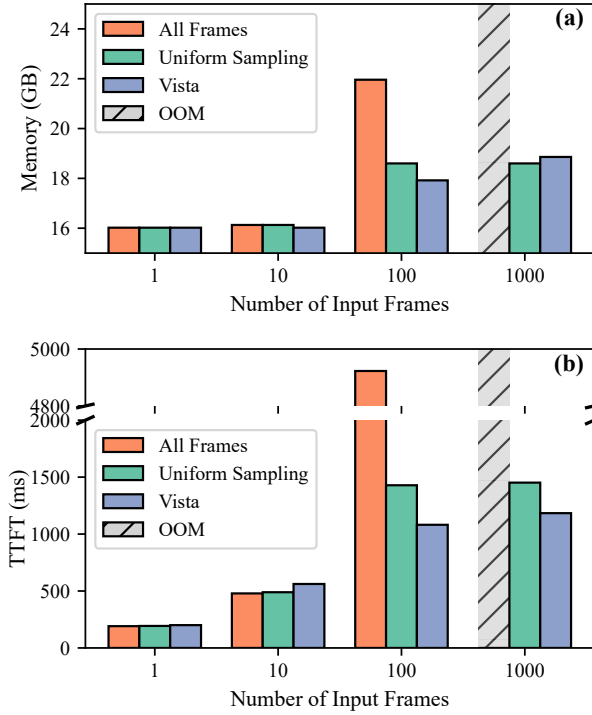 (a)
24
22
20
18
16
Memory (GB)
All Frames
Uniform Sampling
Vista
OOM
1
10
100
1000
Number of Input Frames
(b)
5000
4800
2000
1500
1000
500
0
TTFT (ms)
All Frames
Uniform Sampling
Vista
OOM
1
10
100
1000
Number of Input Frames